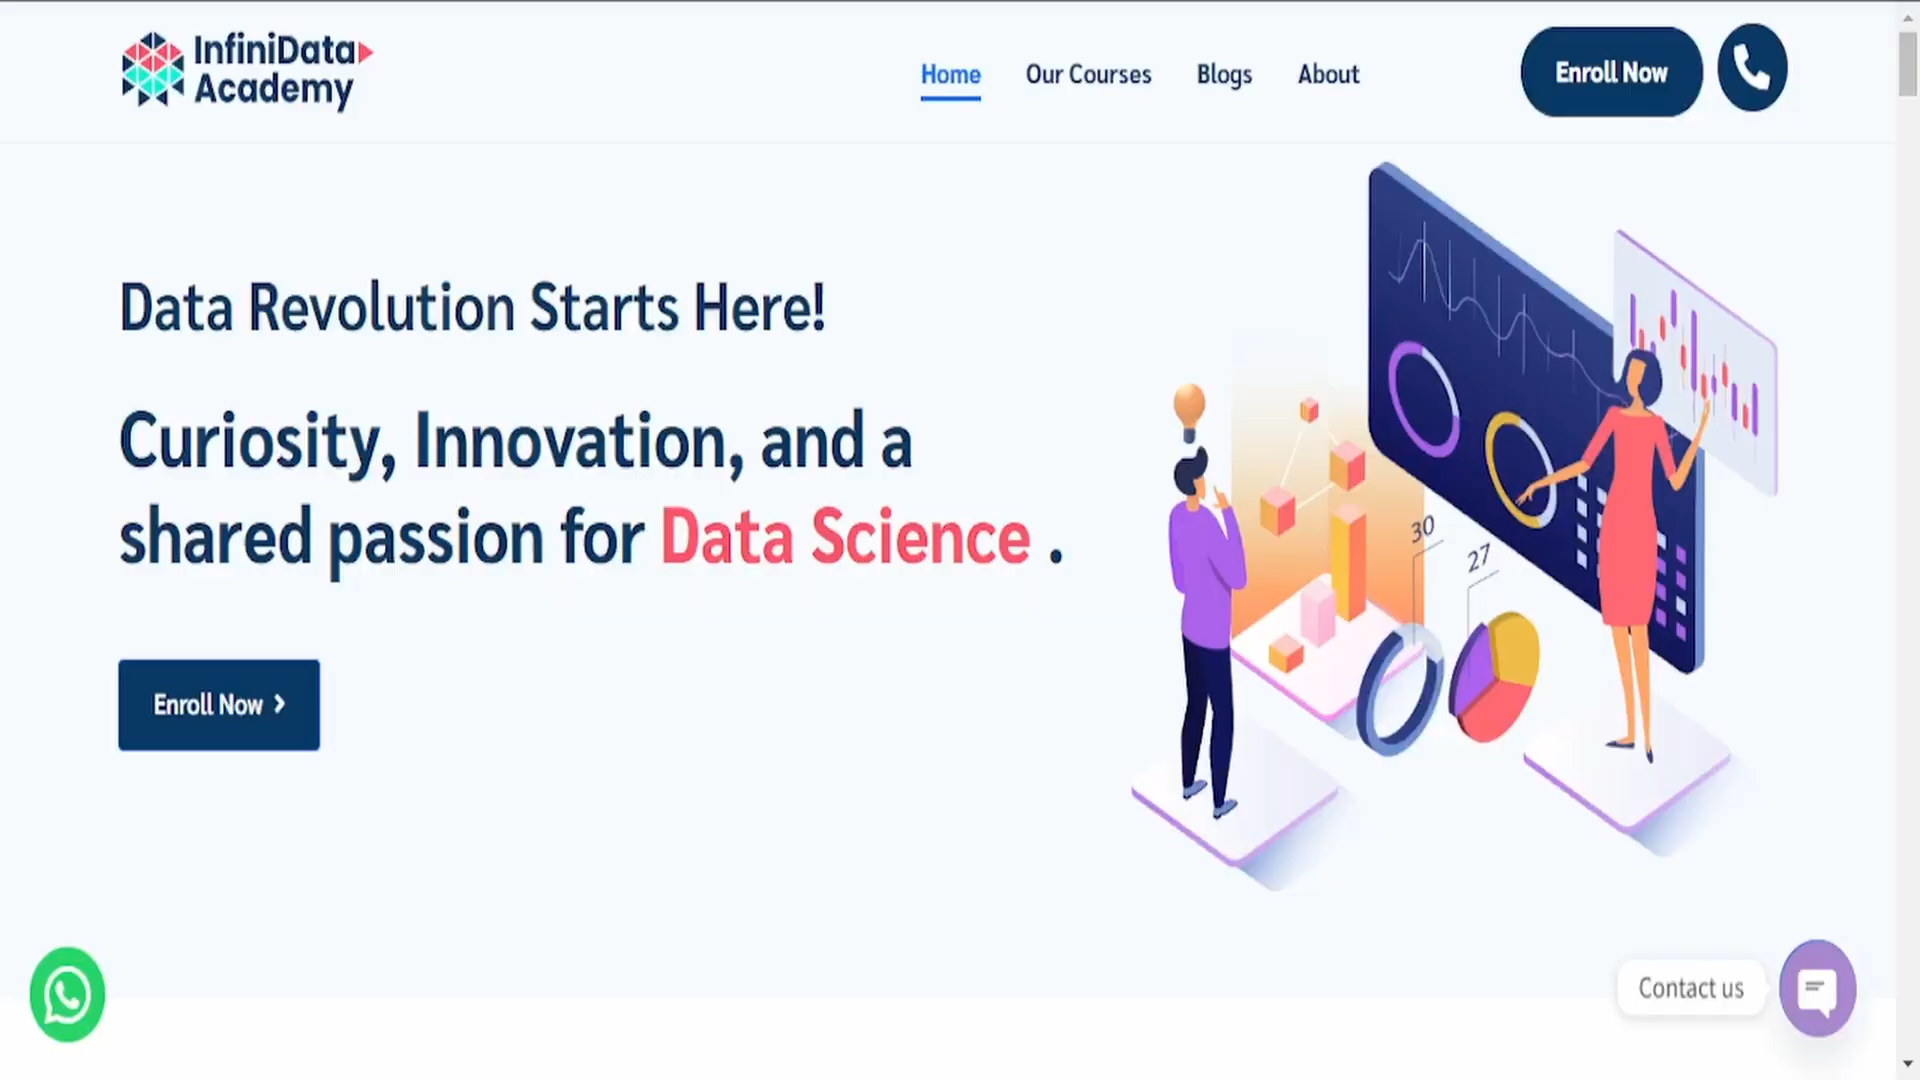 InfiniData
Academy
Home
Our Courses
Blogs
About
Enroll Now
Data Revolution Starts Here!
Curiosity, Innovation, and a
shared passion for Data Science .
Enroll Now
30
27
Contact us